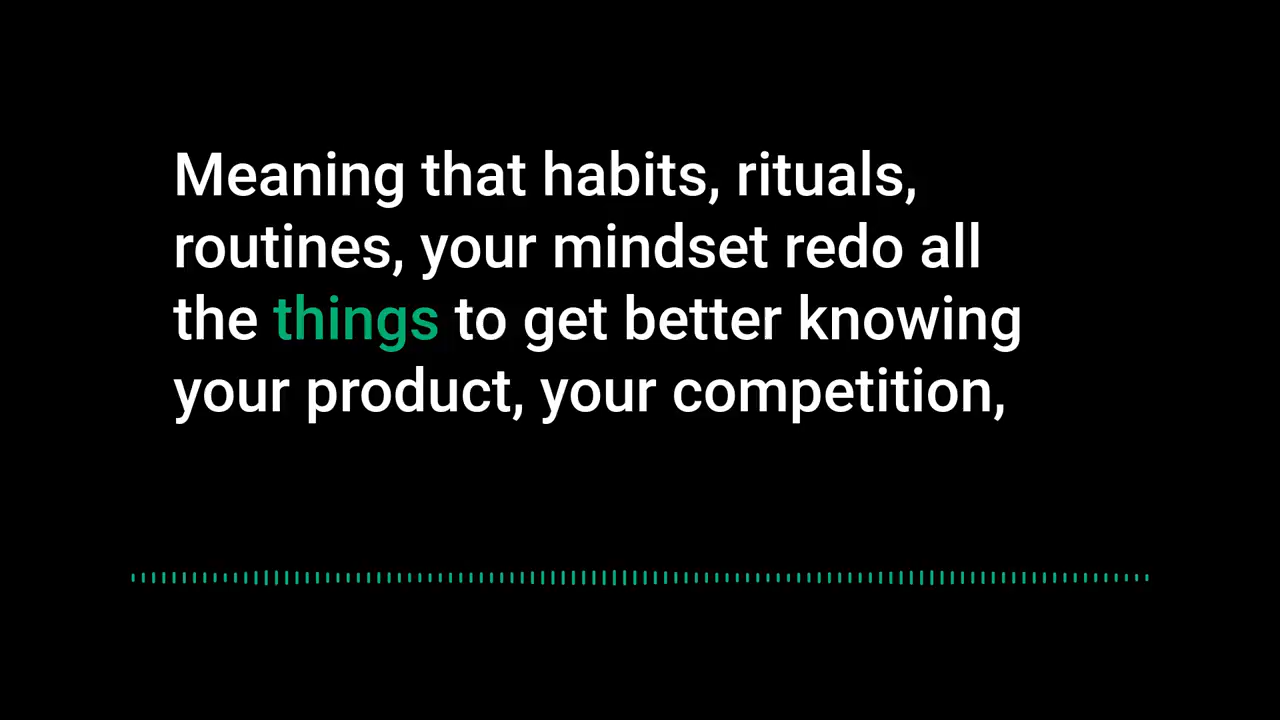 Meaning that habits, rituals,
routines, your mindset redo all
the things to get better knowing
your product, your competition,